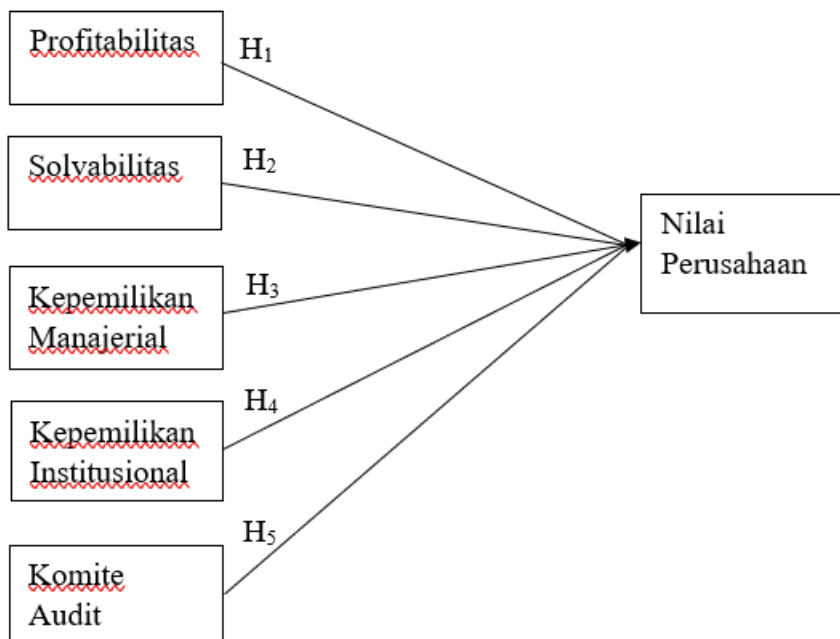 Profitabilitas
H₁
Solvabilitas
H₂
Nilai
Perusahaan
Kepemilikan
Manajerial
H₃
Kepemilikan
Institusional
H₄
Komite
Audit
H₅